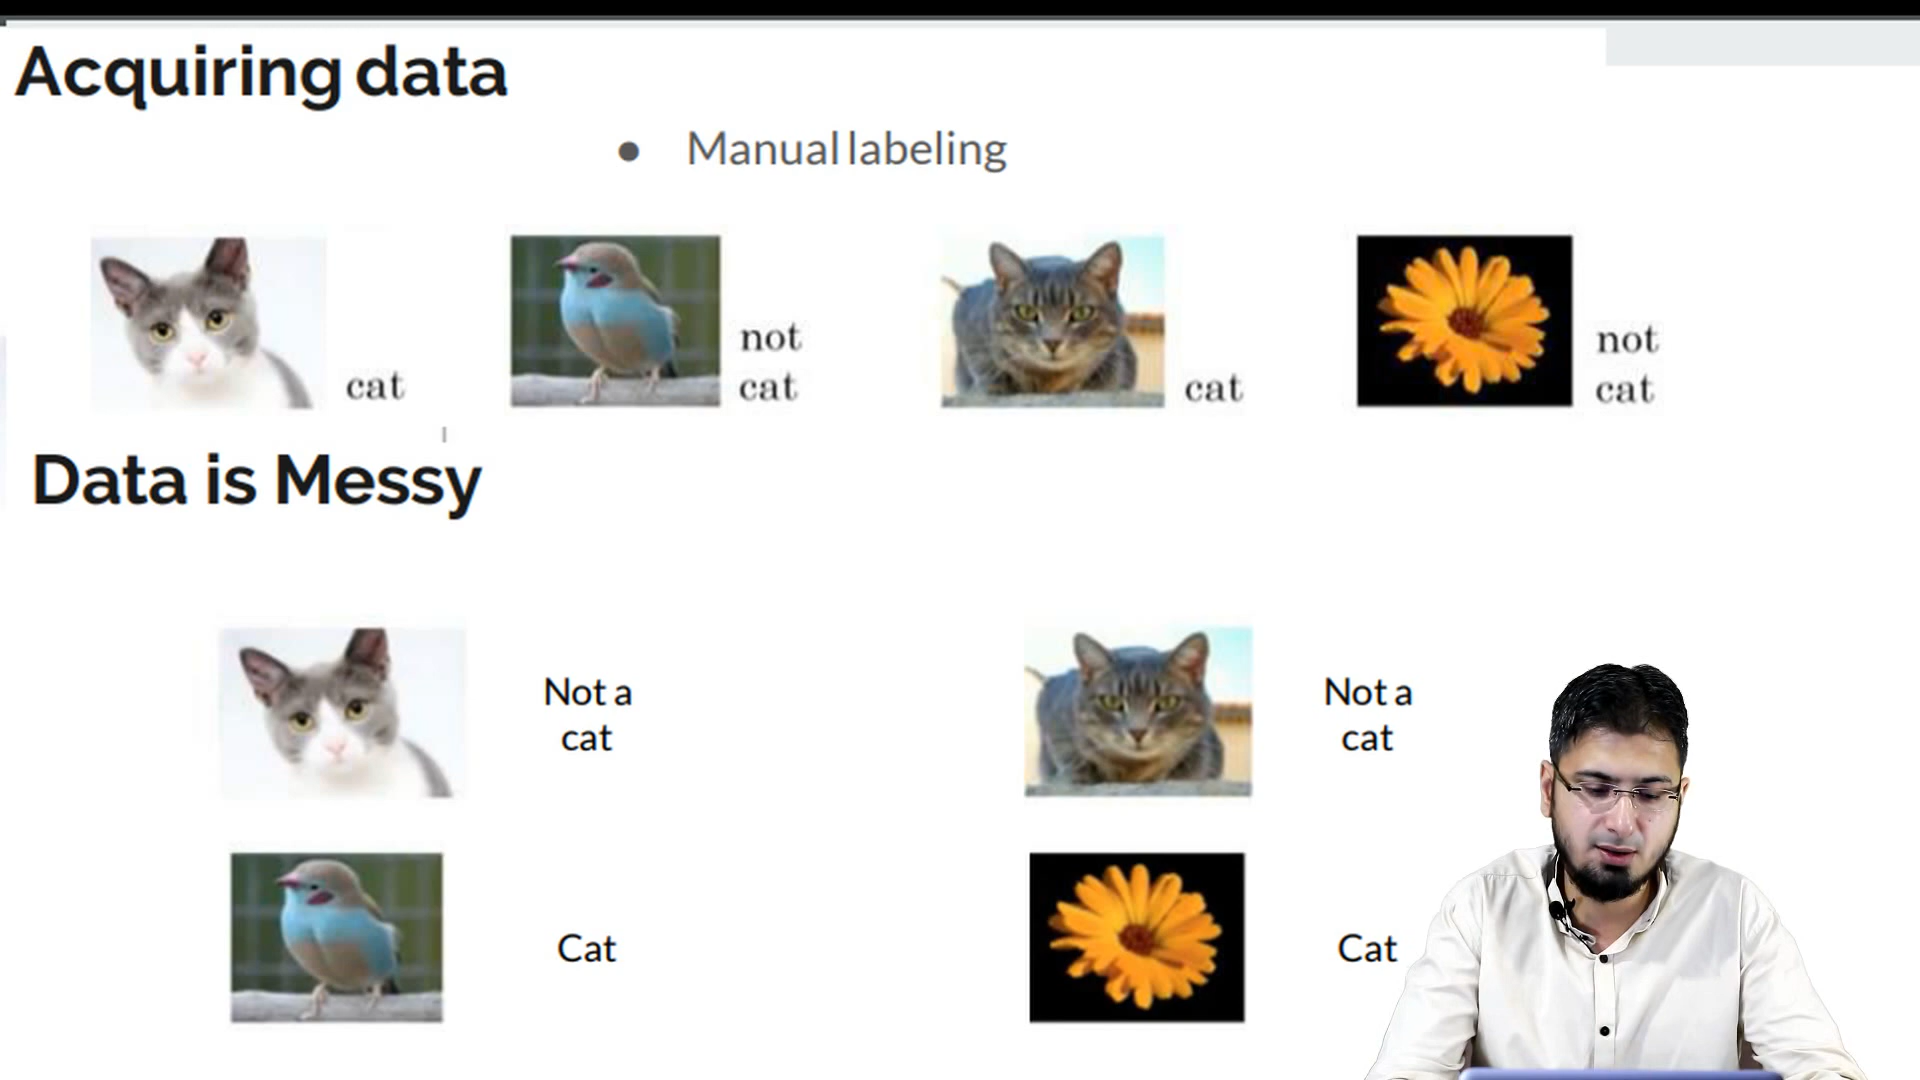 Acquiring data
● Manual labeling
cat
not
cat
cat
not
cat
Data is Messy
Not a
cat
Not a
cat
Cat
Cat